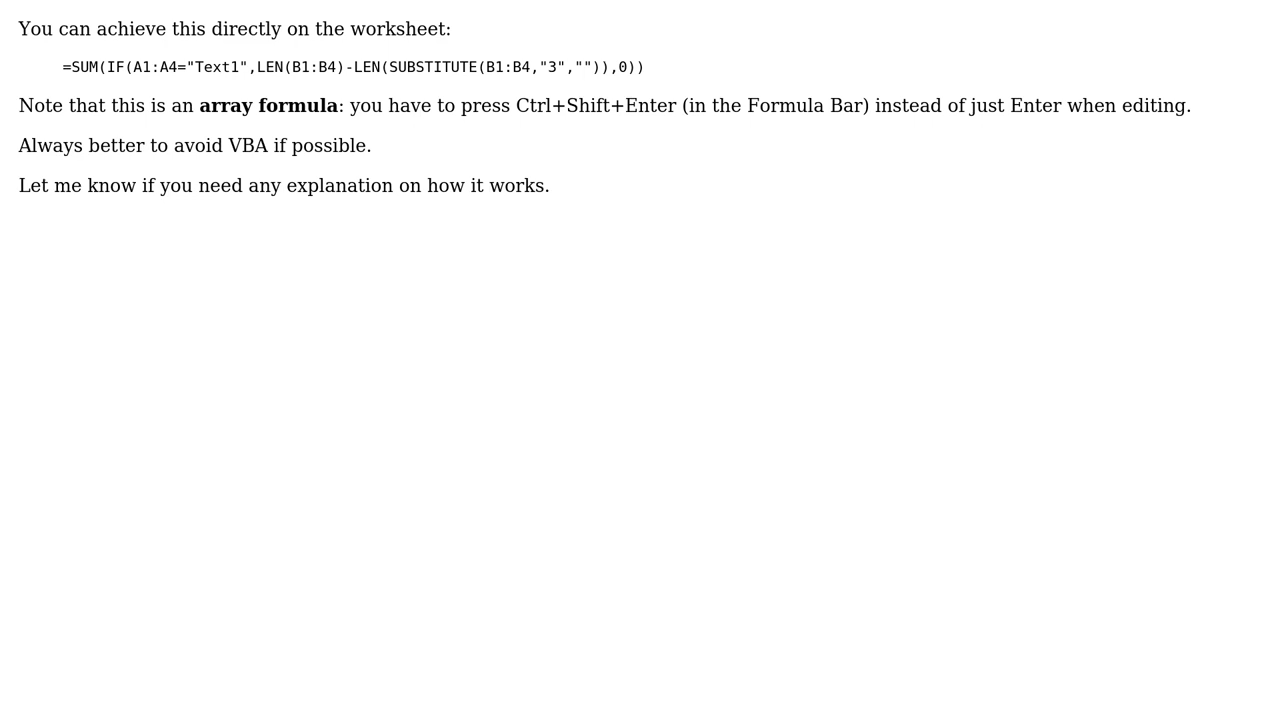 You can achieve this directly on the worksheet:
=SUM(IF(A1:A4="Text1",LEN(B1:B4)-LEN(SUBSTITUTE(B1:B4,"3","")),0))
Note that this is an array formula: you have to press Ctrl+Shift+Enter (in the Formula Bar) instead of just Enter when editing.
Always better to avoid VBA if possible.
Let me know if you need any explanation on how it works.